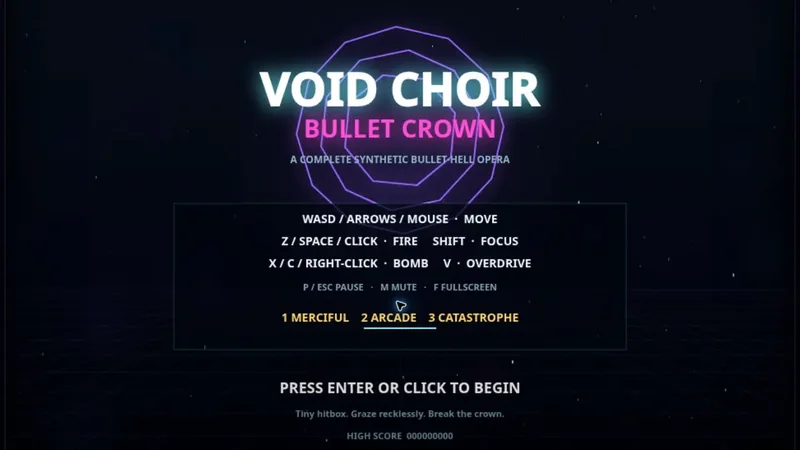 VOID CHOIR
BULLET CROWN
A COMPLETE SYNTHETIC BULLET HELL OPERA
WASD / ARROWS / MOUSE · MOVE
Z / SPACE / CLICK · FIRE SHIFT · FOCUS
X / C / RIGHT-CLICK · BOMB V · OVERDRIVE
P / ESC PAUSE · M MUTE · F FULLSCREEN
1 MERCIFUL 2 ARCADE 3 CATASTROPHE
PRESS ENTER OR CLICK TO BEGIN
Tiny hitbox. Graze recklessly. Break the crown.
HIGH SCORE 000000000